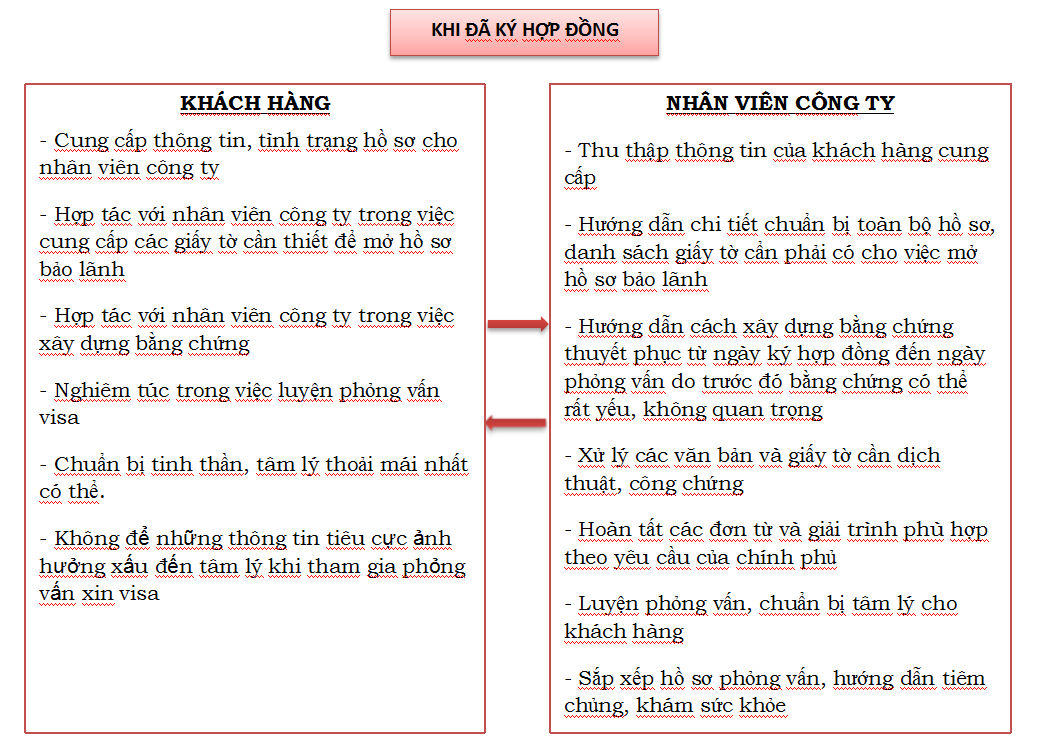 KHI ĐÃ KÝ HỢP ĐỒNG
KHÁCH HÀNG
- Cung cấp thông tin, tình trạng hồ sơ cho
nhân viên công ty
- Hợp tác với nhân viên công ty trong việc
cung cấp các giấy tờ cần thiết để mở hồ sơ
bảo lãnh
- Hợp tác với nhân viên công ty trong việc
xây dựng bằng chứng
- Nghiêm túc trong việc luyện phỏng vấn
visa
- Chuẩn bị tinh thần, tâm lý thoải mái nhất
có thể.
- Không để những thông tin tiêu cực ảnh
hưởng xấu đến tâm lý khi tham gia phỏng
vấn xin visa
NHÂN VIÊN CÔNG TY
- Thu thập thông tin của khách hàng cung
cấp
- Hướng dẫn chi tiết chuẩn bị toàn bộ hồ sơ,
danh sách giấy tờ cần phải có cho việc mở
hồ sơ bảo lãnh
- Hướng dẫn cách xây dựng bằng chứng
thuyết phục từ ngày ký hợp đồng đến ngày
phỏng vấn do trước đó bằng chứng có thể
rất yếu, không quan trọng
- Xử lý các văn bản và giấy tờ cần dịch
thuật, công chứng
- Hoàn tất các đơn từ và giải trình phù hợp
theo yêu cầu của chính phủ
- Luyện phỏng vấn, chuẩn bị tâm lý cho
khách hàng
- Sắp xếp hồ sơ phỏng vấn, hướng dẫn tiêm
chủng, khám sức khỏe